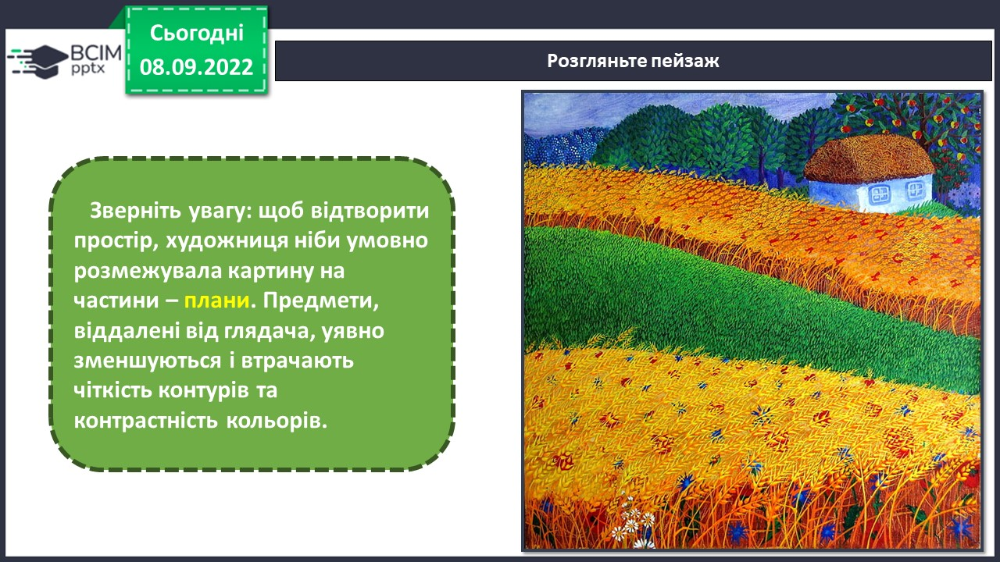 Сьогодні
08.09.2022
ВСІМ
pptx
Розгляньте пейзаж
Зверніть увагу: щоб відтворити
простір, художниця ніби умовно
розмежувала картину на
частини – плани. Предмети,
віддалені від глядача, уявно
зменшуються і втрачають
чіткість контурів та
контрастність кольорів.